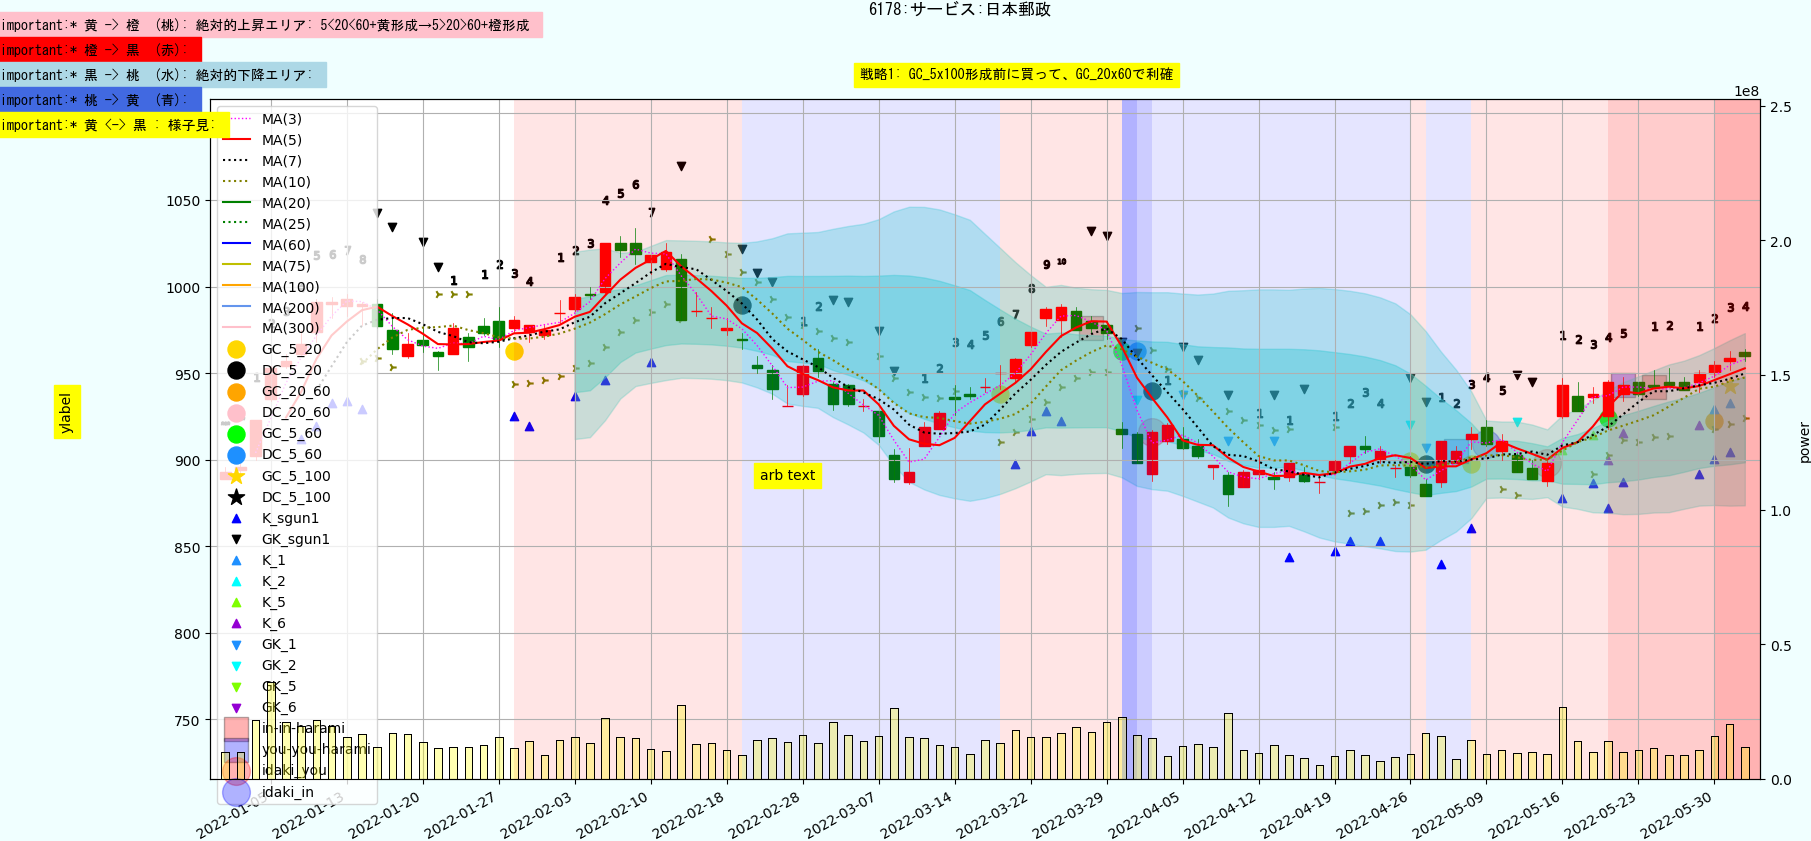 6178:サービス:日本郵政
important:* 黄 -> 橙 (桃): 絶対的上昇エリア: 5<20<60+黄形成→5>20>60+橙形成
important:* 橙 -> 黒 (赤):
important:* 黒 -> 桃 (水): 絶対的下降エリア:
戦略1: GC_5x100形成前に買って、GC_20x60で利確
important:* 桃 -> 黄 (青):
important:* 黄 <-> 黒 : 様子見:
1e8
MA(3)
MA(5)
MA(7)
MA(10)
MA(20)
MA(25)
MA(60)
MA(75)
MA(100)
MA(200)
MA(300)
GC_5_20
DC_5_20
GC_20_60
DC_20_60
GC_5_60
DC_5_60
GC_5_100
DC_5_100
K_sgun1
GK_sgun1
K_1
K_2
K_5
K_6
GK_1
GK_2
GK_5
GK_6
in-in-harami
you-you-harami
idaki_you
idaki_in
1050
1000
950
900
850
800
750
ylabel
arb text
2.5
2.0
1.5
1.0
0.5
0.0
power
2022-01-05
2022-01-13
2022-01-20
2022-01-27
2022-02-03
2022-02-10
2022-02-18
2022-02-28
2022-03-07
2022-03-14
2022-03-22
2022-03-29
2022-04-05
2022-04-12
2022-04-19
2022-04-26
2022-05-09
2022-05-16
2022-05-23
2022-05-30